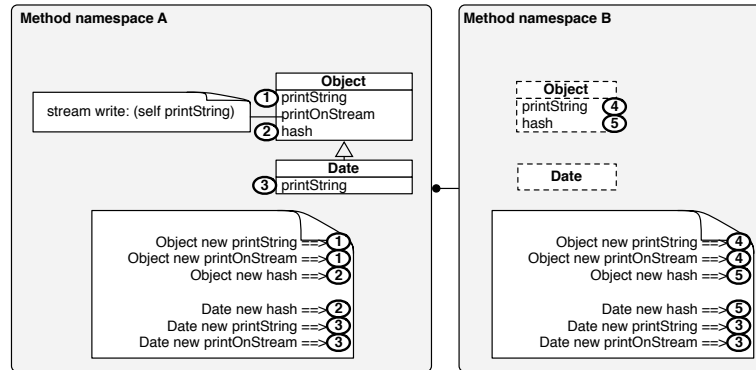 Method namespace A
Object
1 printString
stream write: (self printString)
printOnStream
2 hash
Date
3 printString
Object new printString ==> 1
Object new printOnStream ==> 1
Object new hash ==> 2
Date new hash ==> 2
Date new printString ==> 3
Date new printOnStream ==> 3
Method namespace B
Object
printString 4
hash 5
Date
Object new printString ==> 4
Object new printOnStream ==> 4
Object new hash ==> 5
Date new hash ==> 5
Date new printString ==> 3
Date new printOnStream ==> 3